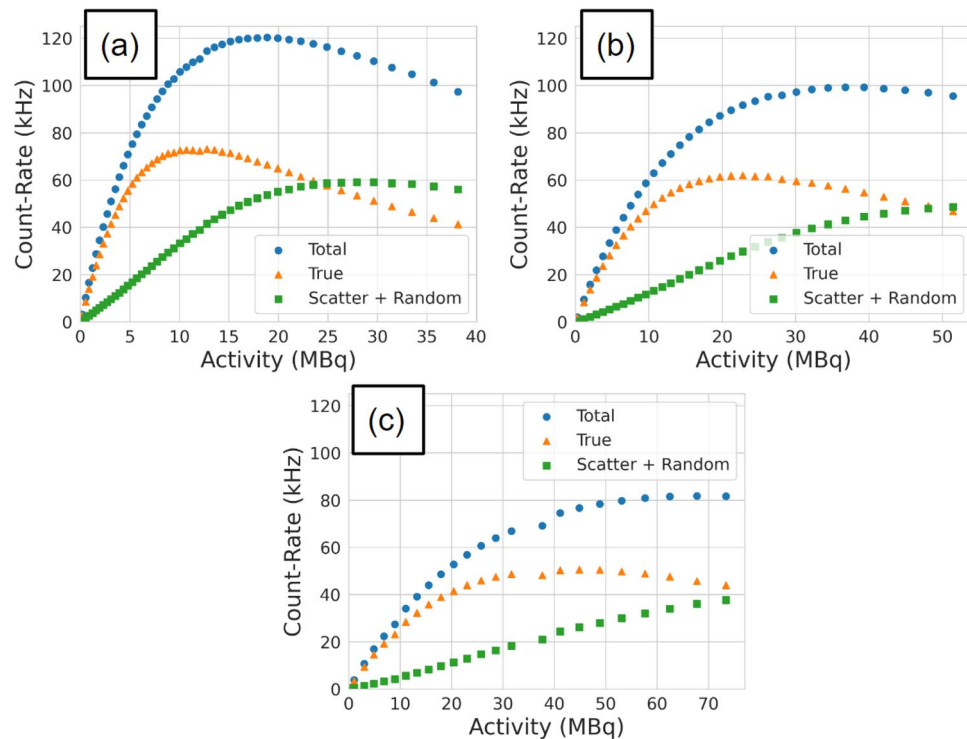 (a)
Count-Rate (kHz)
120
100
80
60
40
20
0
Total
True
Scatter + Random
0 5 10 15 20 25 30 35 40
Activity (MBq)
(b)
Count-Rate (kHz)
120
100
80
60
40
20
0
Total
True
Scatter + Random
0 10 20 30 40 50
Activity (MBq)
(c)
Count-Rate (kHz)
120
100
80
60
40
20
0
Total
True
Scatter + Random
0 10 20 30 40 50 60 70
Activity (MBq)